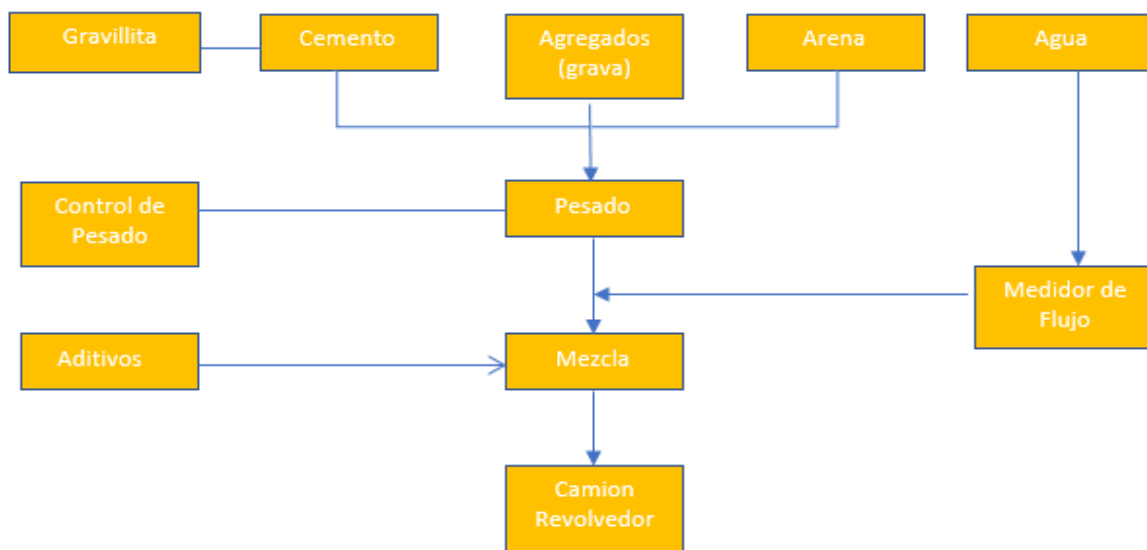 Gravillita
Cemento
Agregados
(grava)
Arena
Agua
Control de
Pesado
Pesado
Medidor de
Flujo
Aditivos
Mezcla
Camion
Revolvedor